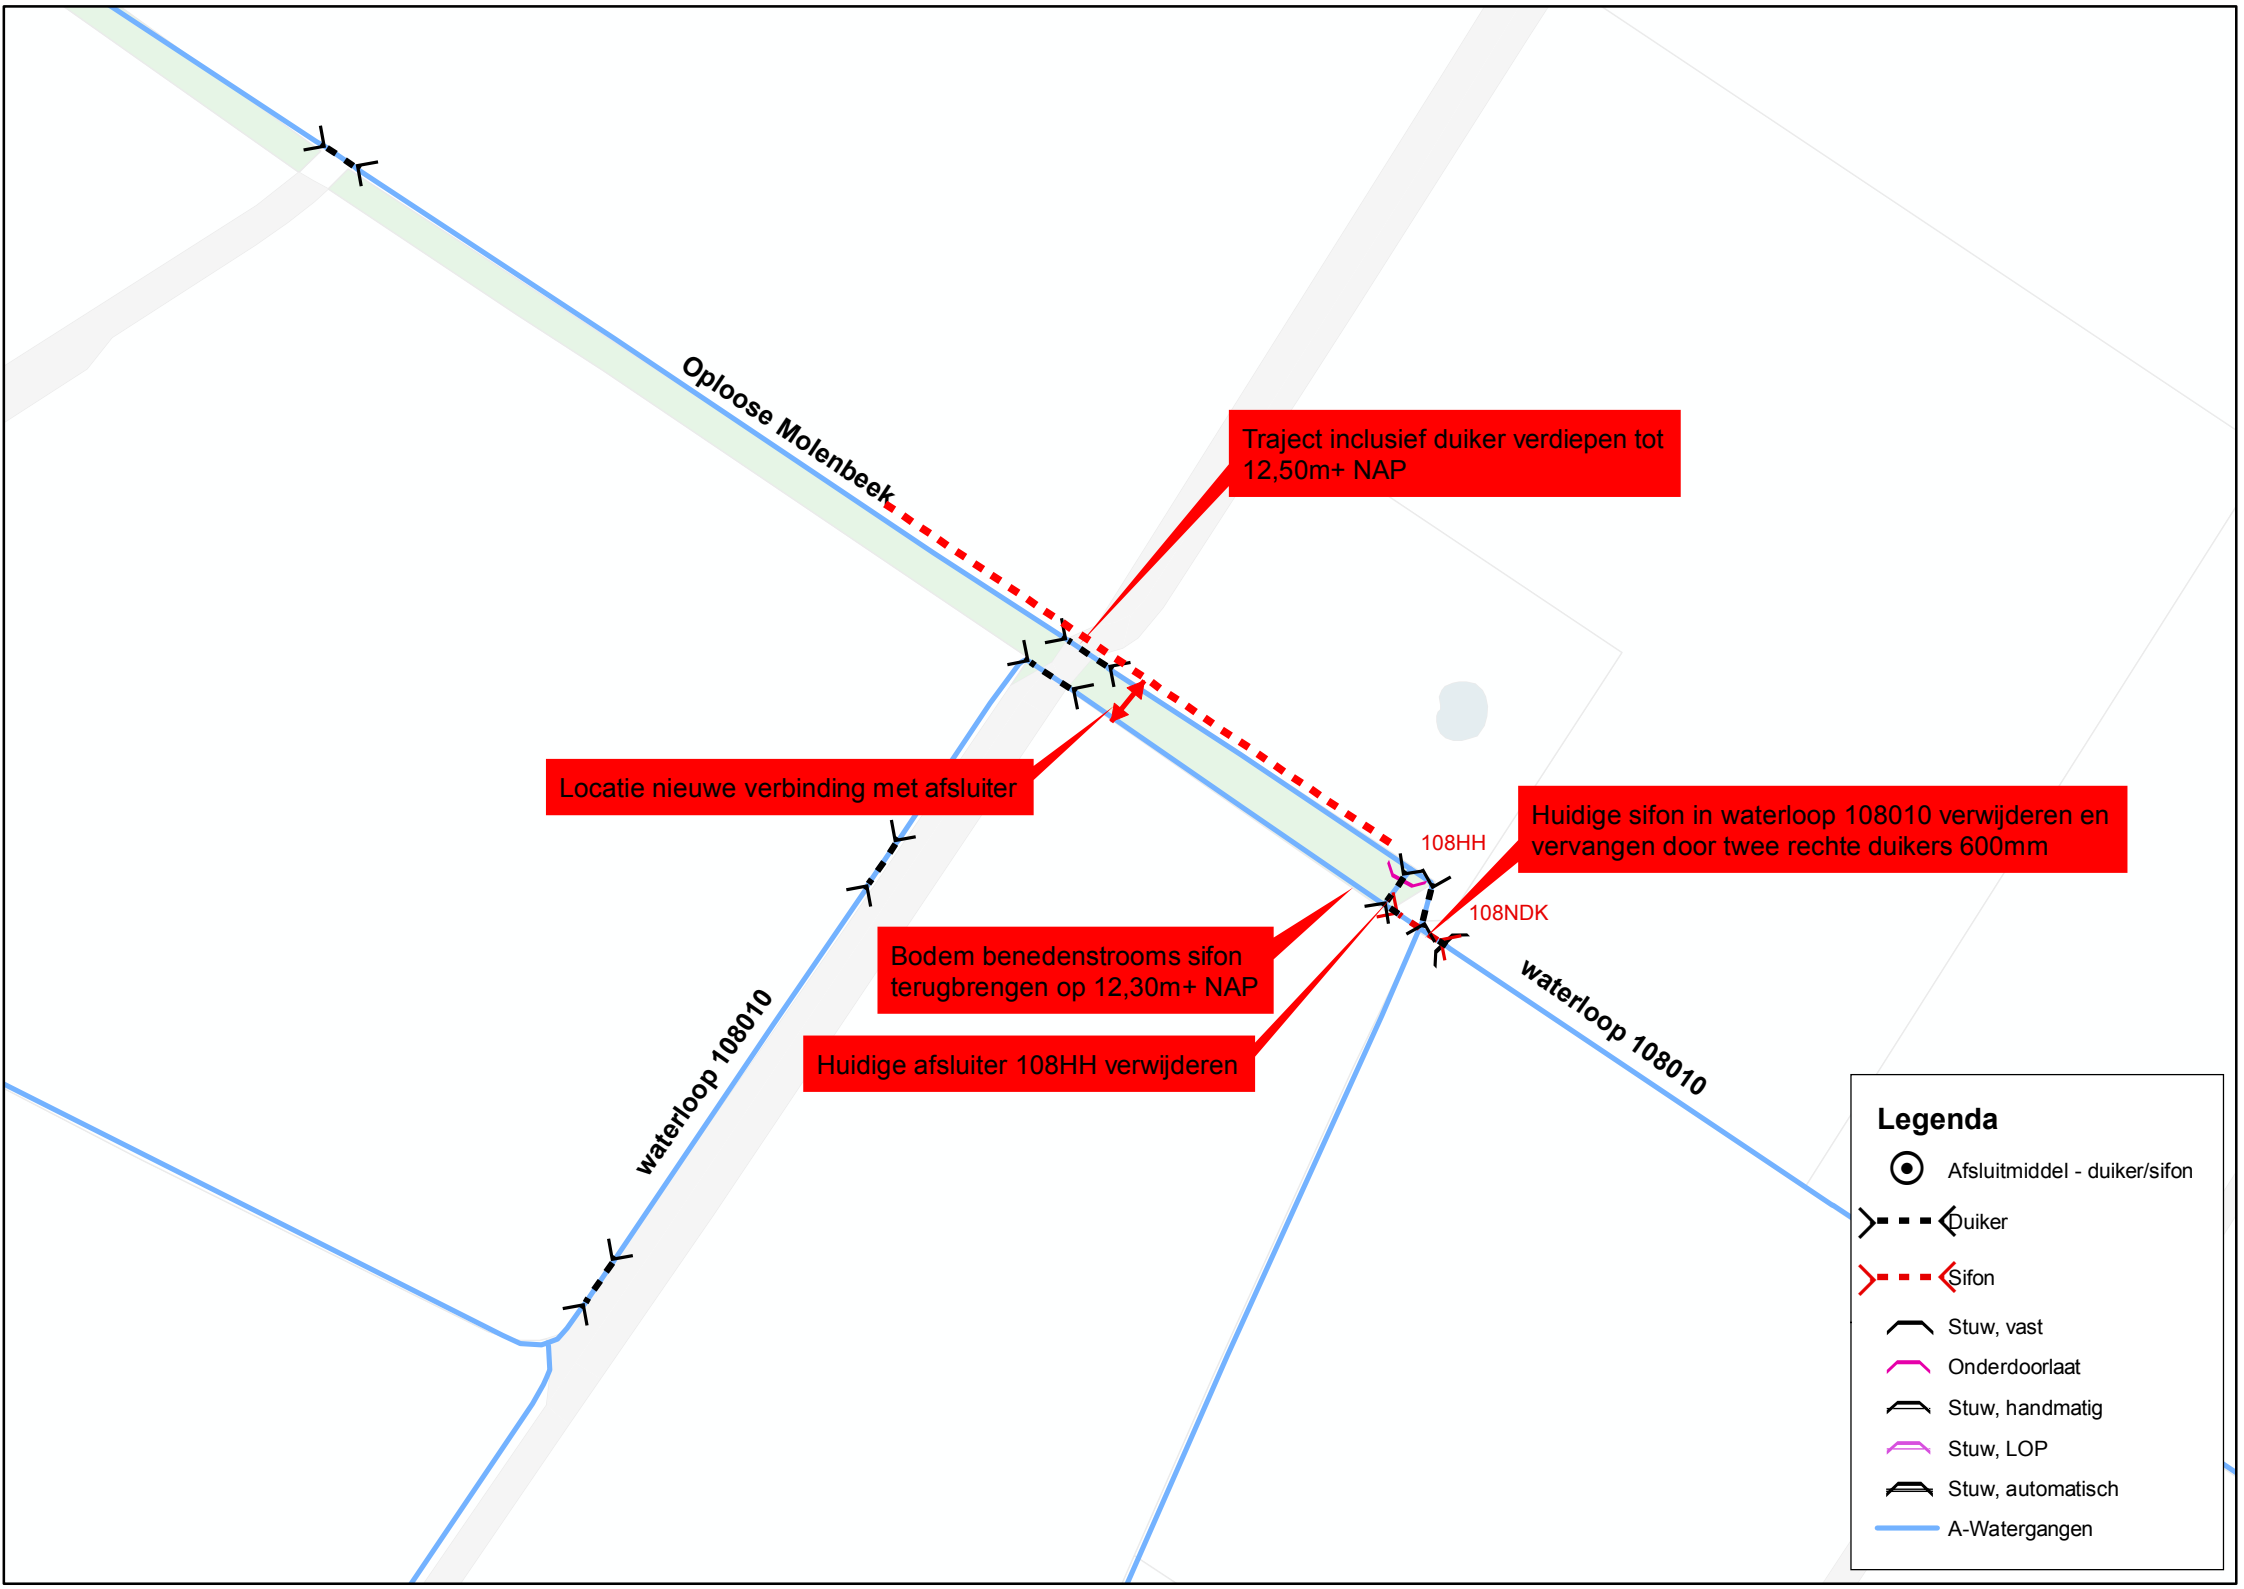 Oploose Molenbeek
Traject inclusief duiker verdiepen tot
12,50m+ NAP
Locatie nieuwe verbinding met afsluiter
Huidige sifon in waterloop 108010 verwijderen en
vervangen door twee rechte duikers 600mm
108HH
108NDK
Bodem benedenstrooms sifon
terugbrengen op 12,30m+ NAP
Huidige afsluiter 108HH verwijderen
waterloop 108010
waterloop 108010
Legenda
Afsluitmiddel - duiker/sifon
Duiker
Sifon
Stuw, vast
Onderdoorlaat
Stuw, handmatig
Stuw, LOP
Stuw, automatisch
A-Watergangen